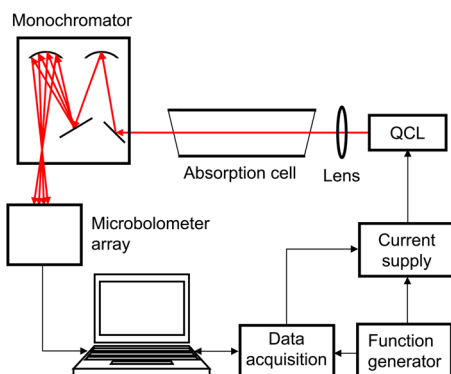 Monochromator
QCL
Absorption cell
Lens
Microbolometer
array
Current
supply
Data
acquisition
Function
generator